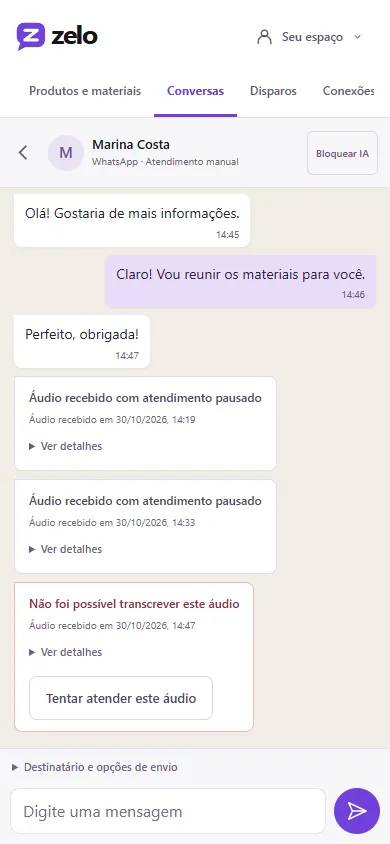 zelo
Seu espaço
Produtos e materiais Conversas Disparos Conexões
M
Marina Costa
WhatsApp · Atendimento manual
Bloquear IA
Olá! Gostaria de mais informações.
14:45
Claro! Vou reunir os materiais para você.
14:46
Perfeito, obrigada!
14:47
Áudio recebido com atendimento pausado
Áudio recebido em 30/10/2026, 14:19
Ver detalhes
Áudio recebido com atendimento pausado
Áudio recebido em 30/10/2026, 14:33
Ver detalhes
Não foi possível transcrever este áudio
Áudio recebido em 30/10/2026, 14:47
Ver detalhes
Tentar atender este áudio
Destinatário e opções de envio
Digite uma mensagem